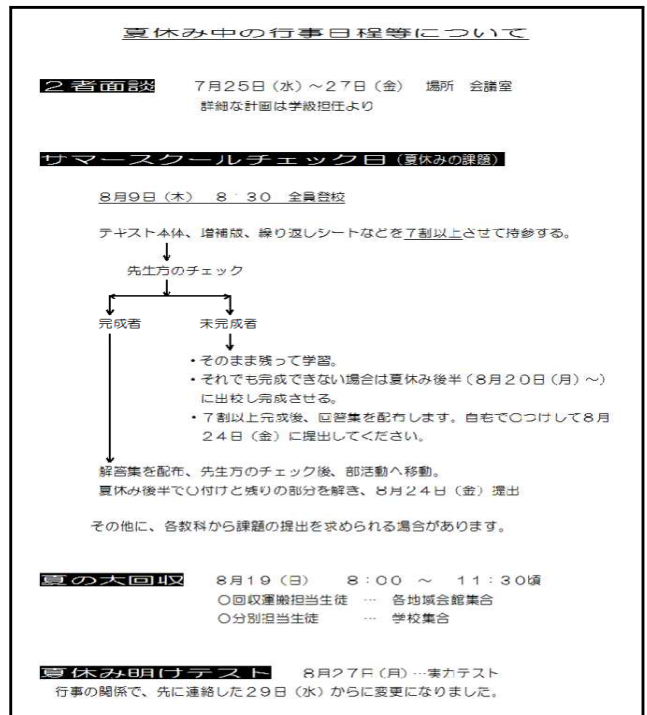 夏休み中の行事日程等について
２者面談　７月２５日（水）～２７日（金）　場所　会議室
詳細な計画は学級担任より
サマースクールチェック日（夏休みの課題）
８月９日（木）　８：３０　全員登校
テキスト本体、増補版、繰り返しシートなどを７割以上させて持参する。
先生方のチェック
完成者　未完成者
・そのまま残って学習。
・それでも完成できない場合は夏休み後半（８月２０日（月）～）
に出校し完成させる。
・７割以上完成後、回答集を配布します。自宅で〇つけして８月
２４日（金）に提出してください。
解答集を配布、先生方のチェック後、部活動へ移動。
夏休み後半で〇付けと残りの部分を解き、８月２４日（金）提出
その他に、各教科から課題の提出を求められる場合があります。
夏の大回収　８月１９（日）　８：００　～　１１：３０頃
〇回収運搬担当生徒　…　各地域会館集合
〇分別担当生徒　…　学校集合
夏休み明けテスト　８月２７日（月）…実力テスト
行事の関係で、先に連絡した２９日（水）からに変更になりました。